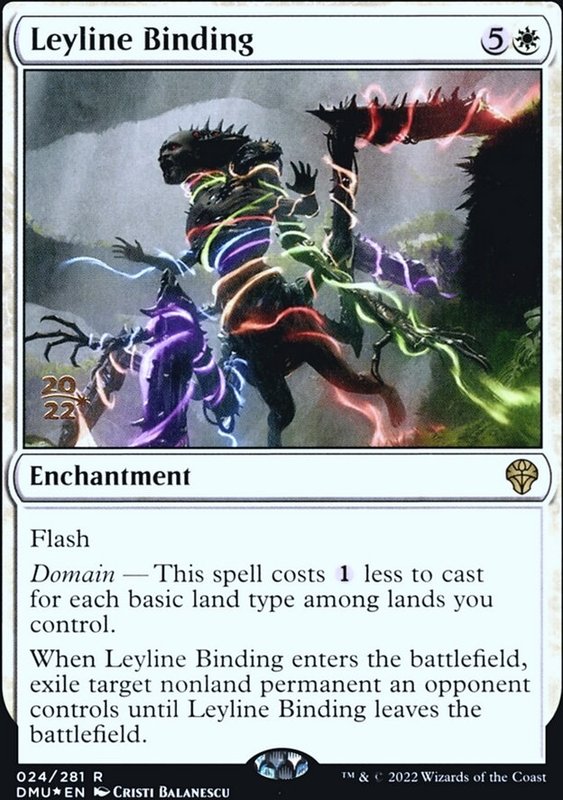 Leyline Binding 5
20
22
Enchantment
Flash
Domain — This spell costs 1 less to cast
for each basic land type among lands you
control.
When Leyline Binding enters the battlefield,
exile target nonland permanent an opponent
controls until Leyline Binding leaves the
battlefield.
024/281 R
DMU★EN Cristi Balanescu
™ & © 2022 Wizards of the Coast